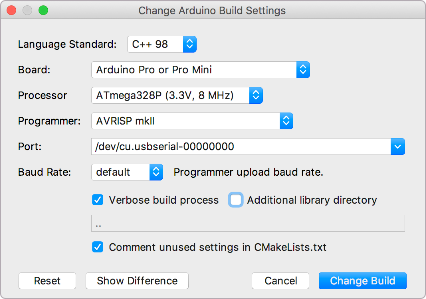 Change Arduino Build Settings
Language Standard: C++ 98
Board: Arduino Pro or Pro Mini
Processor ATmega328P (3.3V, 8 MHz)
Programmer: AVRISP mkII
Port: /dev/cu.usbserial-00000000
Baud Rate: default Programmer upload baud rate.
Verbose build process Additional library directory
..
Comment unused settings in CMakeLists.txt
Reset Show Difference Cancel Change Build